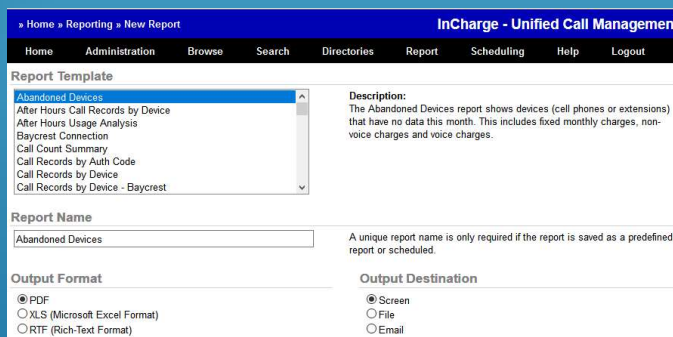 » Home » Reporting » New Report
InCharge - Unified Call Managemen
Home Administration Browse Search Directories Report Scheduling Help Logout
Report Template
Abandoned Devices
After Hours Call Records by Device
After Hours Usage Analysis
Baycrest Connection
Call Count Summary
Call Records by Auth Code
Call Records by Device
Call Records by Device - Baycrest
Description:
The Abandoned Devices report shows devices (cell phones or extensions)
that have no data this month. This includes fixed monthly charges, non-
voice charges and voice charges.
Report Name
Abandoned Devices
A unique report name is only required if the report is saved as a predefined
report or scheduled.
Output Format
PDF
XLS (Microsoft Excel Format)
RTF (Rich-Text Format)
Output Destination
Screen
File
Email